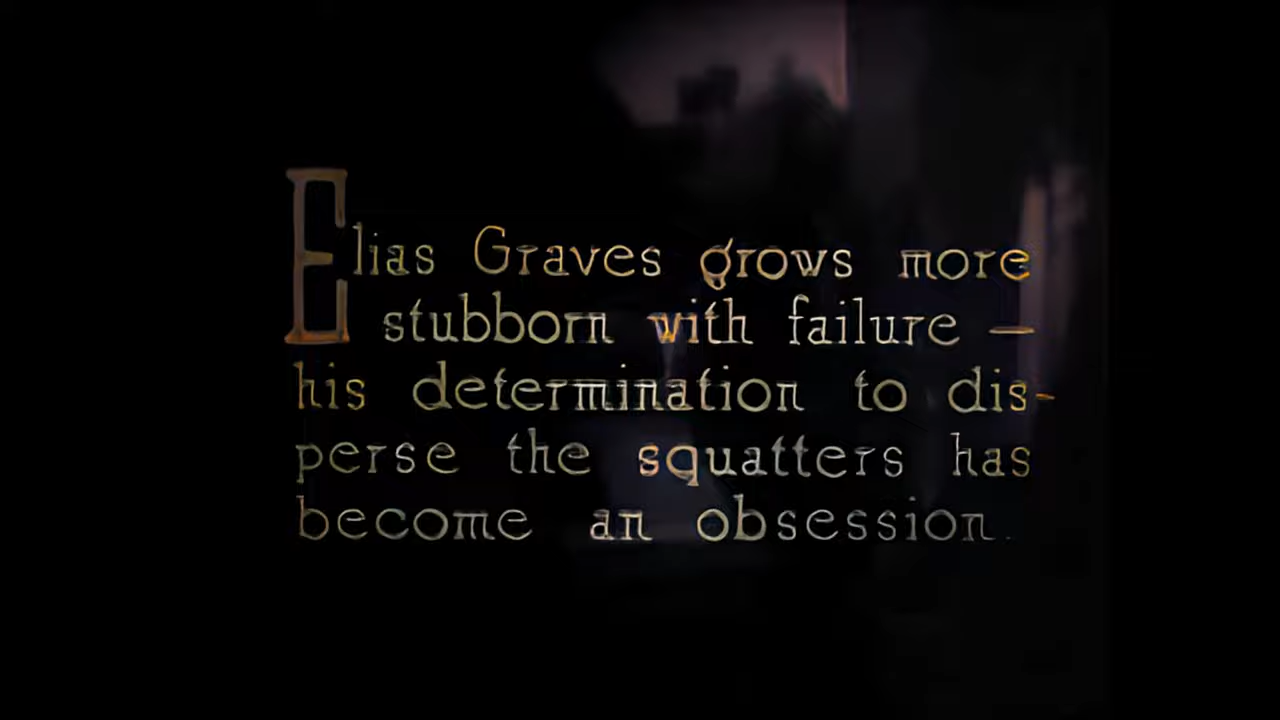 Elias Graves grows more
stubborn with failure —
his determination to dis-
perse the squatters has
become an obsession.